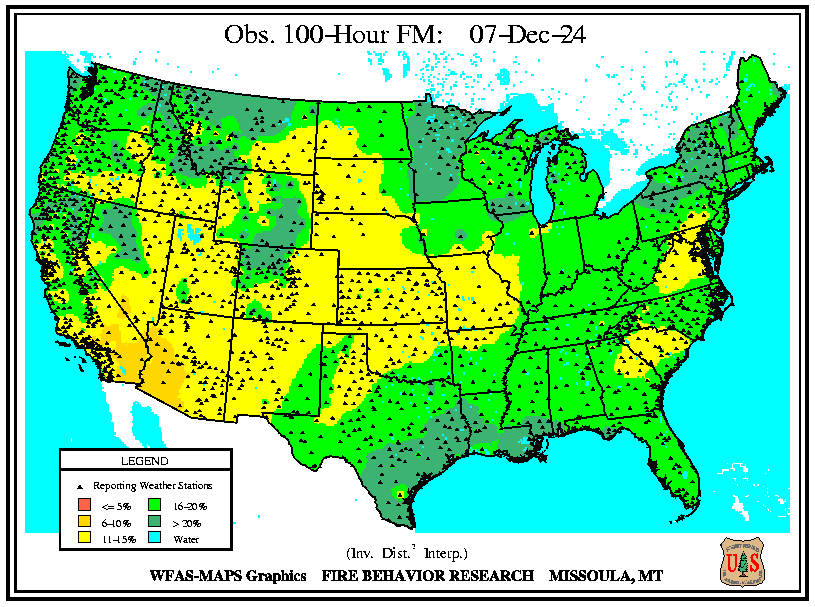 Obs. 100-Hour FM: 07-Dec-24
LEGEND
Reporting Weather Stations
<= 5%
16-20%
6-10%
> 20%
11-15%
Water
(Inv. Dist.² Interp.)
WFAS-MAPS Graphics FIRE BEHAVIOR RESEARCH MISSOULA, MT
U S